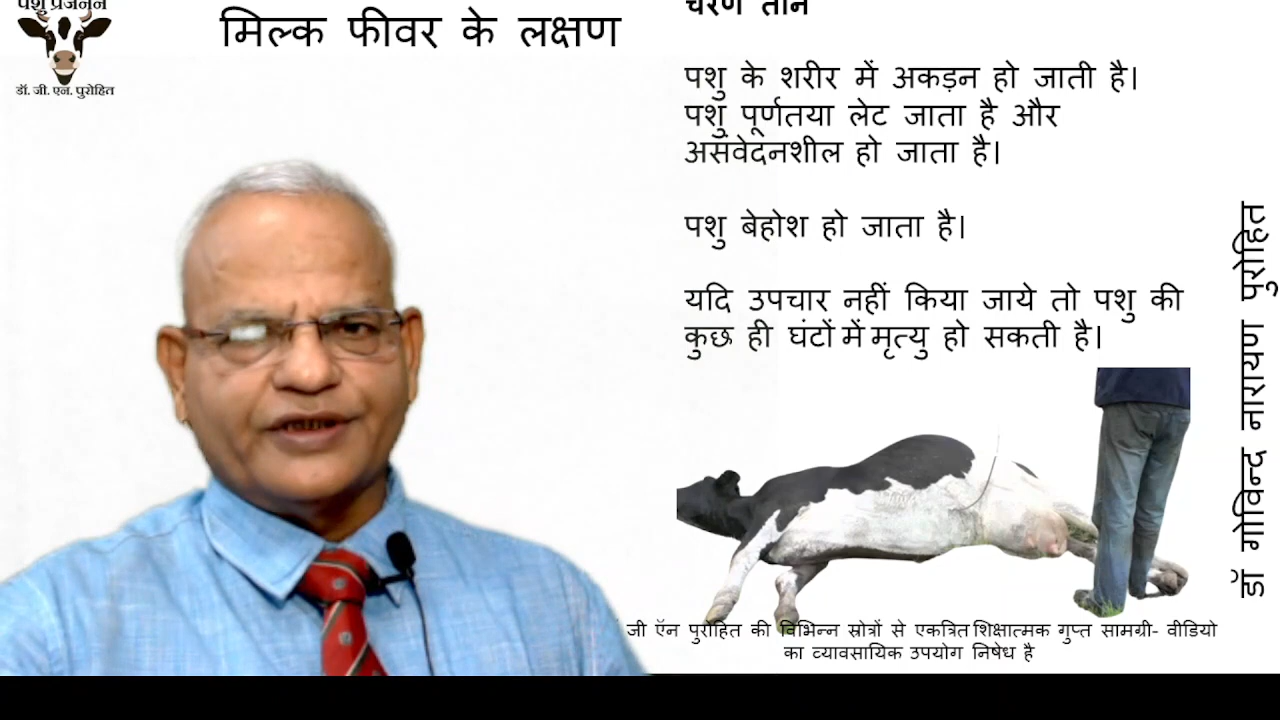 पशु प्रजनन
डॉ. जी. एन. पुरोहित
मिल्क फीवर के लक्षण
चरण तीन
पशु के शरीर में अकड़न हो जाती है।
पशु पूर्णतया लेट जाता है और
असंवेदनशील हो जाता है।
पशु बेहोश हो जाता है।
यदि उपचार नहीं किया जाये तो पशु की
कुछ ही घंटों में मृत्यु हो सकती है।
डॉ गोविन्द नारायण पुरोहित
जी ऍन पुरोहित की विभिन्न स्रोत्रों से एकत्रित शिक्षात्मक गुप्त सामग्री- वीडियो
का व्यावसायिक उपयोग निषेध है